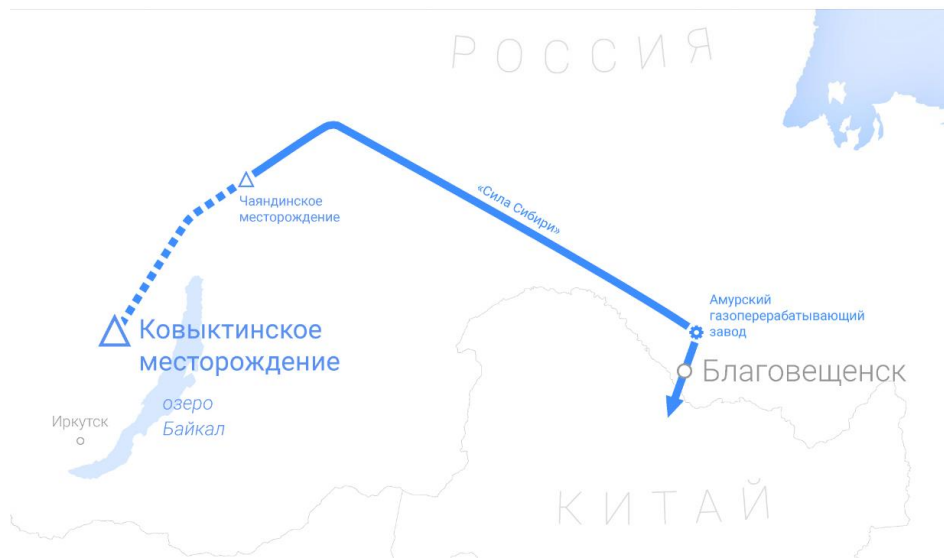 РОССИЯ
Чаяндинское
месторождение
«Сила Сибири»
Амурский
газоперерабатывающий
завод
Ковыктинское
месторождение
Благовещенск
озеро
Байкал
Иркутск
КИТАЙ